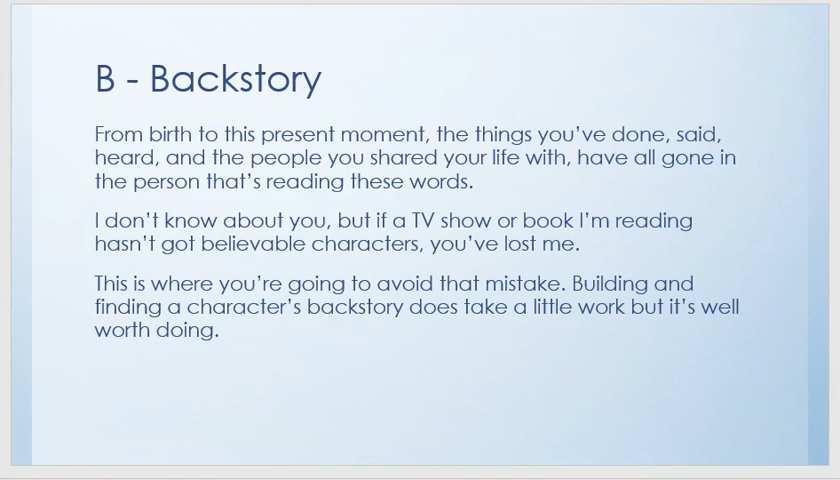 B - Backstory
From birth to this present moment, the things you’ve done, said,
heard, and the people you shared your life with, have all gone in
the person that’s reading these words.
I don’t know about you, but if a TV show or book I’m reading
hasn’t got believable characters, you’ve lost me.
This is where you’re going to avoid that mistake. Building and
finding a character’s backstory does take a little work but it’s well
worth doing.